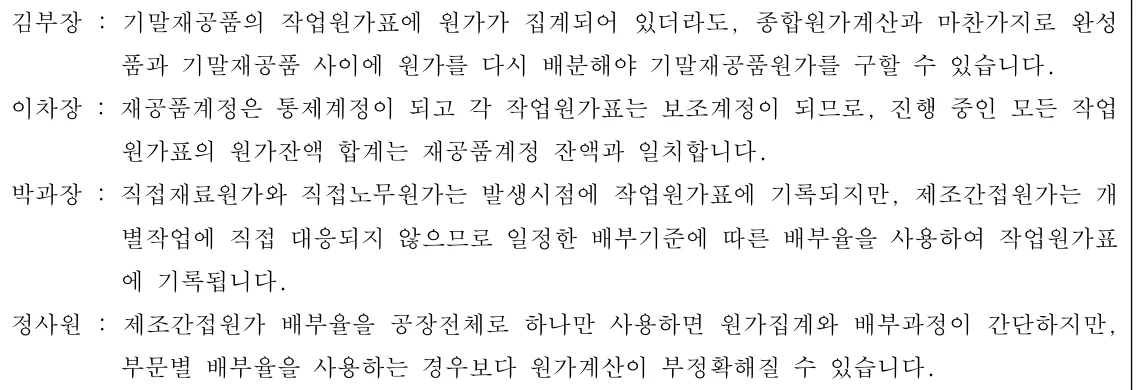 김부장 : 기말재공품의 작업원가표에 원가가 집계되어 있더라도, 종합원가계산과 마찬가지로 완성
품과 기말재공품 사이에 원가를 다시 배분해야 기말재공품원가를 구할 수 있습니다.
이차장 : 재공품계정은 통제계정이 되고 각 작업원가표는 보조계정이 되므로, 진행 중인 모든 작업
원가표의 원가잔액 합계는 재공품계정 잔액과 일치합니다.
박과장 : 직접재료원가와 직접노무원가는 발생시점에 작업원가표에 기록되지만, 제조간접원가는 개
별작업에 직접 대응되지 않으므로 일정한 배부기준에 따른 배부율을 사용하여 작업원가표
에 기록됩니다.
정사원 : 제조간접원가 배부율을 공장전체로 하나만 사용하면 원가집계와 배부과정이 간단하지만,
부문별 배부율을 사용하는 경우보다 원가계산이 부정확해질 수 있습니다.